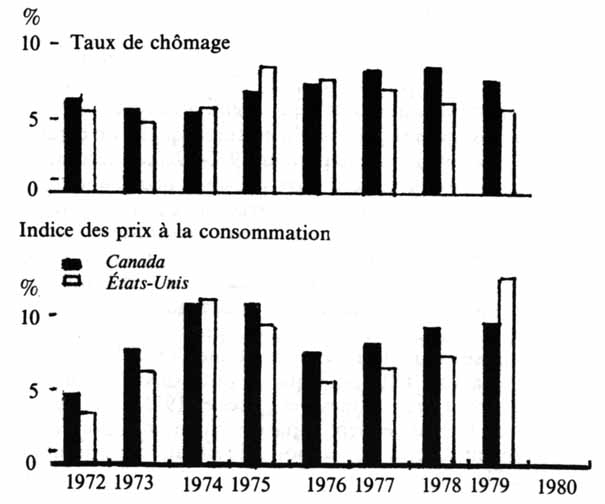 %
10 - Taux de chômage
5
0
Indice des prix à la consommation
Canada
États-Unis
%
10
5
0
1972 1973 1974 1975 1976 1977 1978 1979 1980